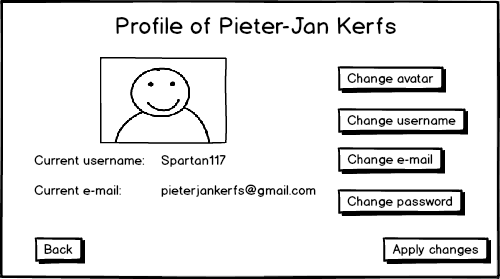 Profile of Pieter-Jan Kerfs
Change avatar
Change username
Current username: Spartan117
Change e-mail
Current e-mail: pieterjankerfs@gmail.com
Change password
Back
Apply changes